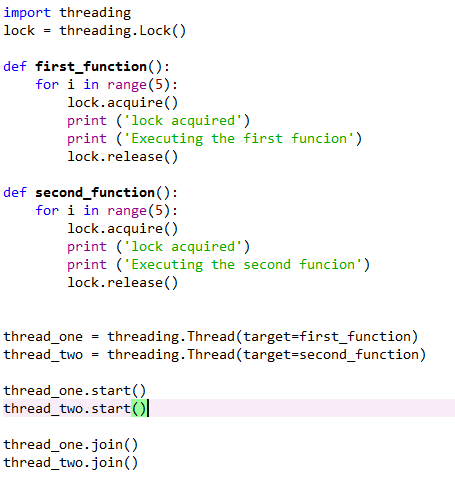 import threading
lock = threading.Lock()
def first_function():
    for i in range(5):
        lock.acquire()
        print ('lock acquired')
        print ('Executing the first funcion')
        lock.release()
def second_function():
    for i in range(5):
        lock.acquire()
        print ('lock acquired')
        print ('Executing the second funcion')
        lock.release()
thread_one = threading.Thread(target=first_function)
thread_two = threading.Thread(target=second_function)
thread_one.start()
thread_two.start()
thread_one.join()
thread_two.join()